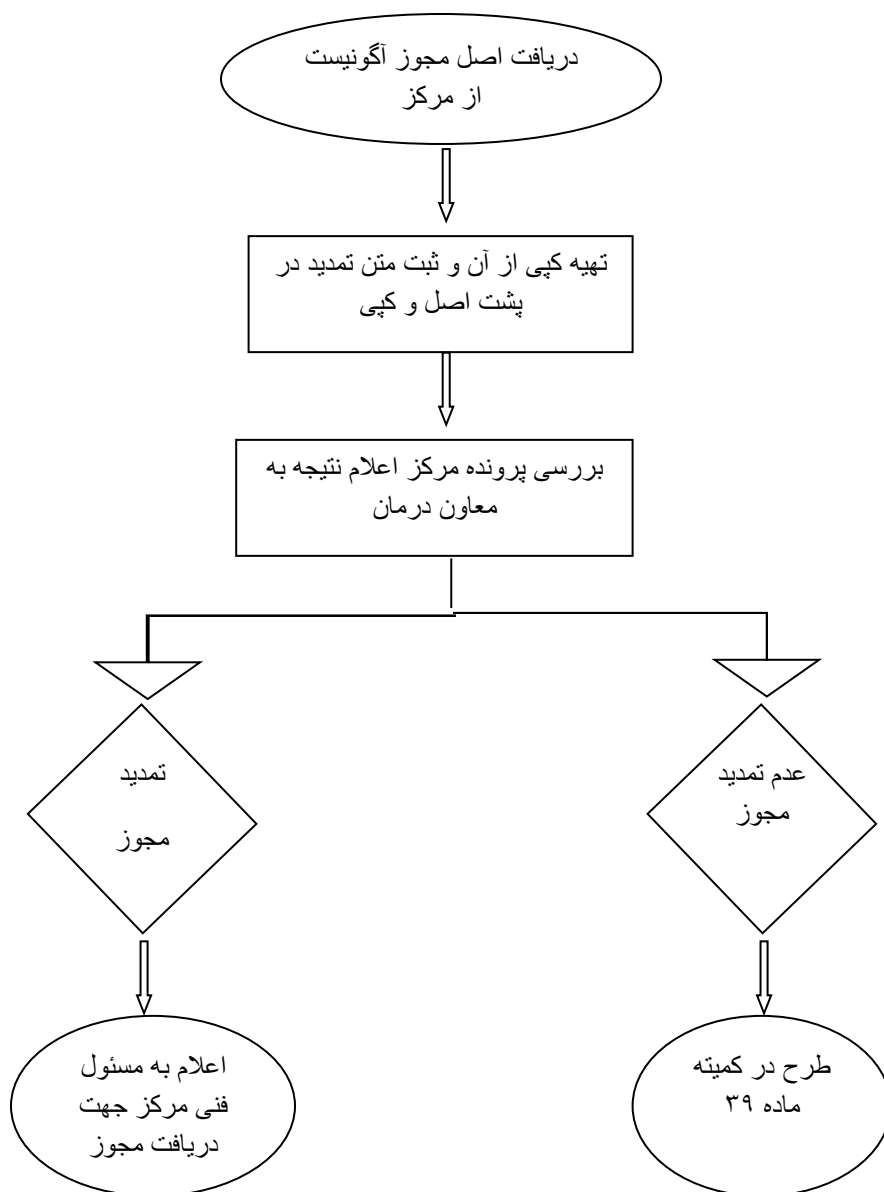 دریافت اصل مجوز آگونیست
از مرکز
تهیه کپی از آن و ثبت متن تمدید در
پشت اصل و کپی
بررسی پرونده مرکز اعلام نتیجه به
معاون درمان
عدم تمدید
مجوز
تمدید
مجوز
طرح در کمیته
ماده ۳۹
اعلام به مسئول
فنی مرکز جهت
دریافت مجوز